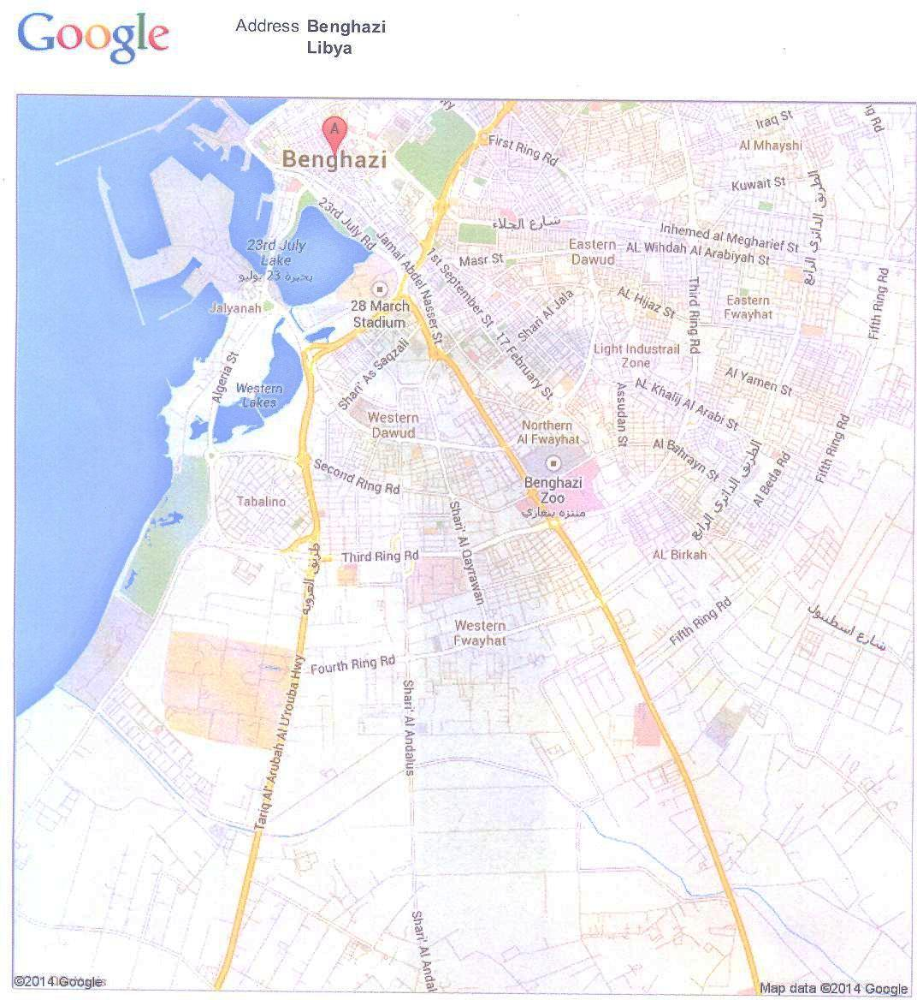 Google
Address Benghazi
Libya
A
Benghazi
First Ring Rd
Iraq St
Al Mhayshi
Kuwait St
الطريق الدائري الرابع
23rd July Rd
شارع الجلاء
Inhemed al Megharief St
AL Wihdah Al Arabiyah St
Eastern
Dawud
23rd July
Lake
بحيرة 23 يوليو
Jamal Abdel Nasser St
1st September St
Masr St
Jalyanah
28 March
Stadium
17 February St
Shari Al Jala
AL Hijaz St
Third Ring Rd
Eastern
Fwayhat
Fifth Ring Rd
Algeria St
Western
Lakes
Shari' As Saqzali
Light Industrail
Zone
AL Khalij Al Arabi St
Al Yamen St
Western
Dawud
Northern
Al Fwayhat
Assudan St
Al Bahrayn St
الطريق الدائري الرابع
Al Beda Rd
Fifth Ring Rd
Second RIng Rd
Benghazi
Zoo
منتزه بنغازي
Tabalino
Shari' Al Qayrawan
طريق العروبة
Third Ring Rd
AL Birkah
Western
Fwayhat
Fifth Ring Rd
شارع اسطنبول
Fourth Ring Rd
Tariq Al' Arubah Al U'rouba Hwy
Shari' Al Andalus
Shari' Al Andal
©2014 Google
Map data ©2014 Google